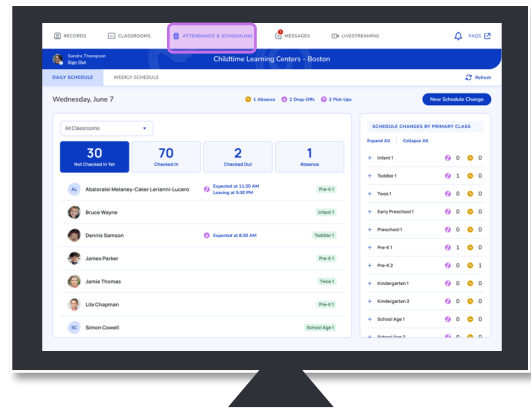 RECORDS CLASSROOMS ATTENDANCE & SCHEDULING MESSAGES LIVESTREAMING FAQS
Sandra Thompson
Sign Out
Childtime Learning Centers - Boston
DAILY SCHEDULE WEEKLY SCHEDULE Refresh
Wednesday, June 7 1 Absence 2 Drop-Offs 2 Pick-Ups New Schedule Change
All Classrooms
30 70 2 1
Not Checked In Yet Checked In Checked Out Absence
AL Abaloralei Melaney-Caker Lerianni-Lucero Expected at 11:30 AM Pre-K 1
Leaving at 5:30 PM
Bruce Wayne Infant 1
Dennis Samson Expected at 8:30 AM Toddler 1
James Parker Pre-K 1
Jamie Thomas Twos 1
Lila Chapman Pre-K 1
SC Simon Cowell School Age 1
SCHEDULE CHANGES BY PRIMARY CLASS
Expand All Collapse All
+ Infant 1 0 0
+ Toddler 1 1 0
+ Twos 1 0 0
+ Early Preschool 1 0 0
+ Preschool 1 0 0
+ Pre-K 1 1 0
+ Pre-K 2 0 1
+ Kindergarten 1 0 0
+ Kindergarten 2 0 0
+ School Age 1 0 0